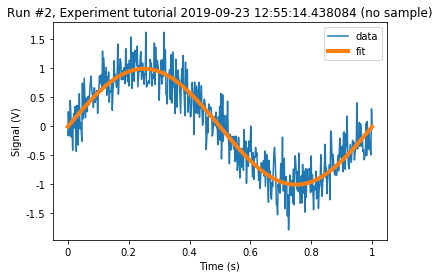 Run #2, Experiment tutorial 2019-09-23 12:55:14.438084 (no sample)
data
fit
1.5
1
0.5
0
-0.5
-1
-1.5
Signal (V)
0
0.2
0.4
0.6
0.8
1
Time (s)